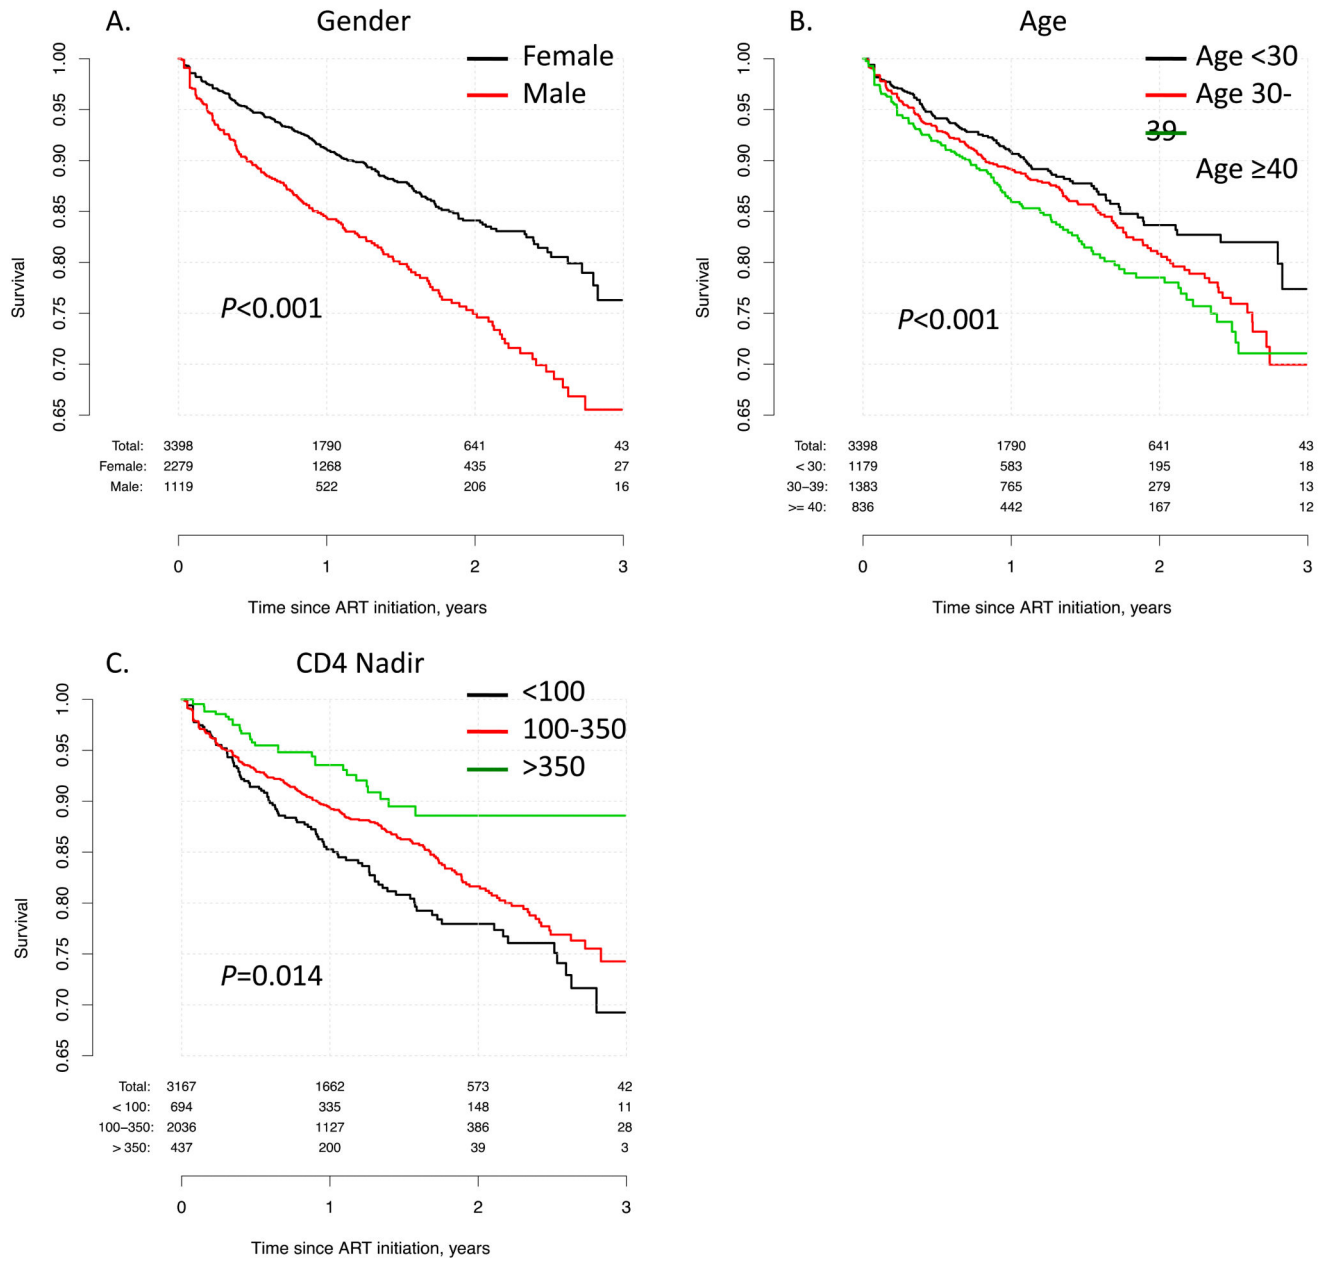 A.
Gender
Female
Male
1.00
0.95
0.90
0.85
0.80
0.75
0.70
0.65
Survival
P<0.001
Total: 3398 1790 641 43
Female: 2279 1268 435 27
Male: 1119 522 206 16
0 1 2 3
Time since ART initiation, years
B.
Age
Age <30
Age 30-
39
Age ≥40
1.00
0.95
0.90
0.85
0.80
0.75
0.70
0.65
Survival
P<0.001
Total: 3398 1790 641 43
< 30: 1179 583 195 18
30–39: 1383 765 279 13
>= 40: 836 442 167 12
0 1 2 3
Time since ART initiation, years
C.
CD4 Nadir
<100
100-350
>350
1.00
0.95
0.90
0.85
0.80
0.75
0.70
0.65
Survival
P=0.014
Total: 3167 1662 573 42
< 100: 694 335 148 11
100–350: 2036 1127 386 28
> 350: 437 200 39 3
0 1 2 3
Time since ART initiation, years